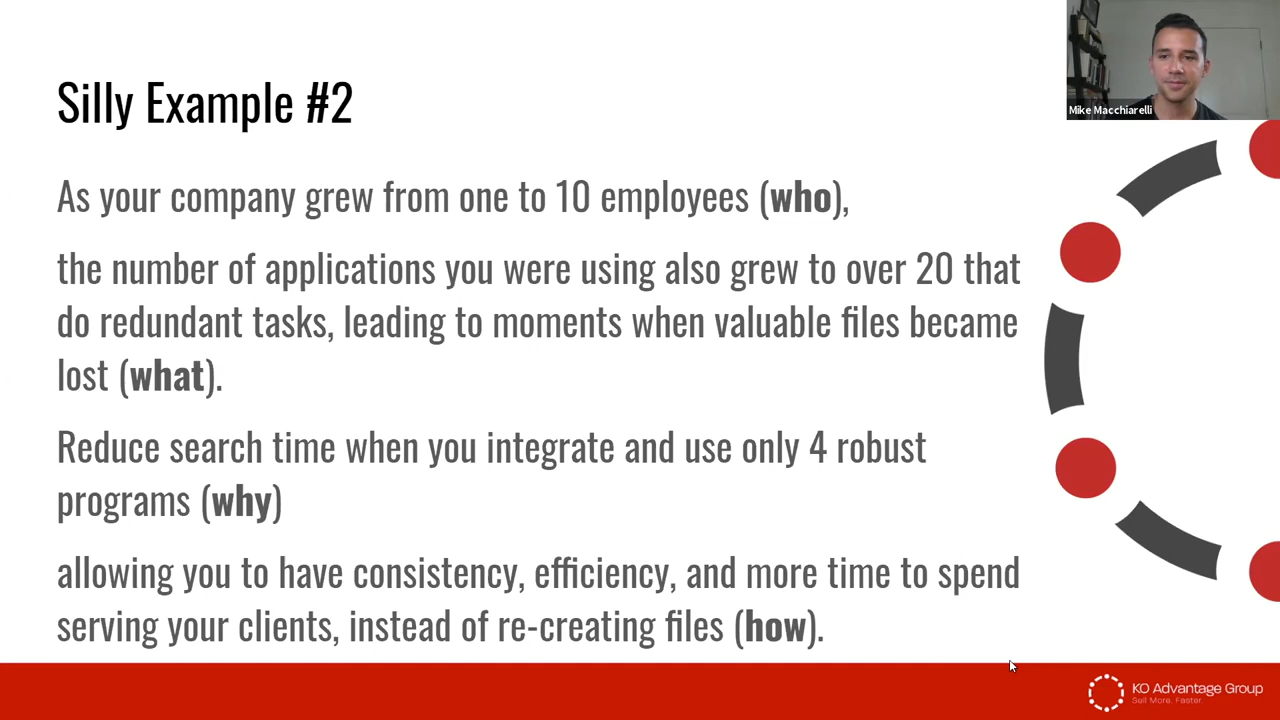 Mike Macchiarelli
Silly Example #2
As your company grew from one to 10 employees (who),
the number of applications you were using also grew to over 20 that
do redundant tasks, leading to moments when valuable files became
lost (what).
Reduce search time when you integrate and use only 4 robust
programs (why)
allowing you to have consistency, efficiency, and more time to spend
serving your clients, instead of re-creating files (how).
KO Advantage Group
Sell More. Faster.